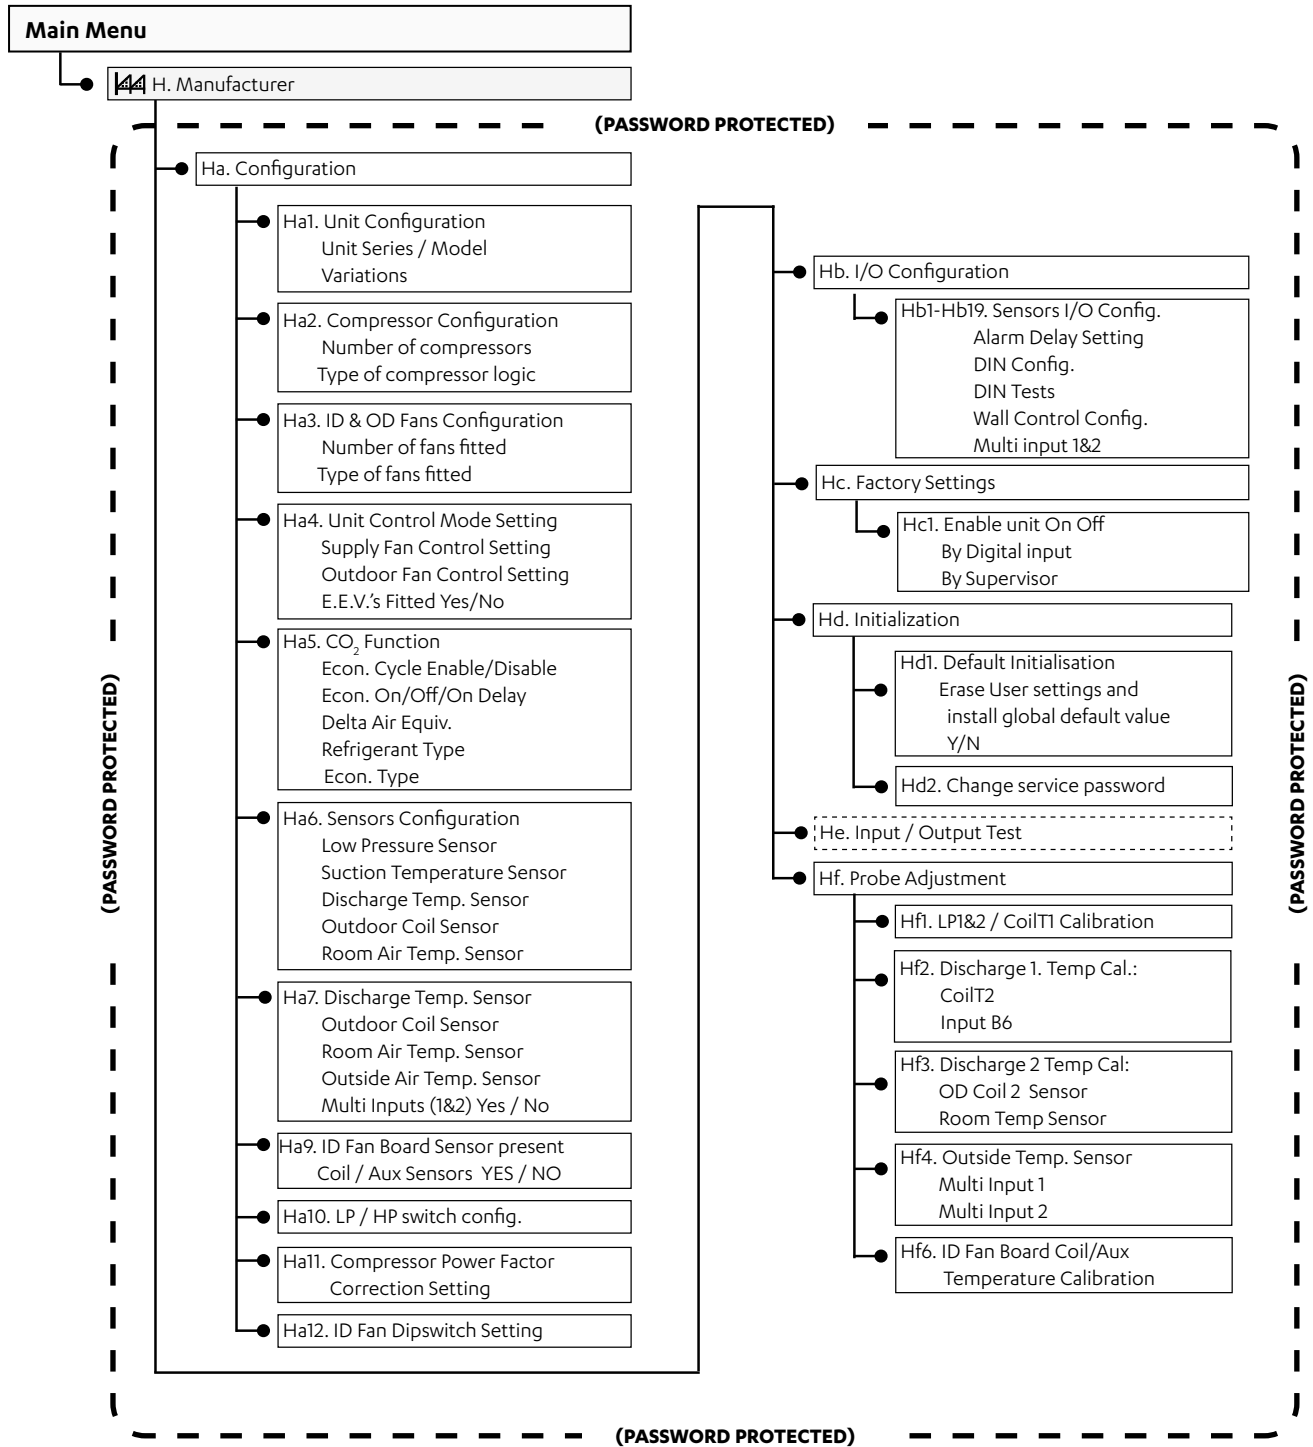 Main Menu
H. Manufacturer
(PASSWORD PROTECTED)
(PASSWORD PROTECTED)
Ha. Configuration
Ha1. Unit Configuration
Unit Series / Model
Variations
Ha2. Compressor Configuration
Number of compressors
Type of compressor logic
Ha3. ID & OD Fans Configuration
Number of fans fitted
Type of fans fitted
Ha4. Unit Control Mode Setting
Supply Fan Control Setting
Outdoor Fan Control Setting
E.E.V.'s Fitted Yes/No
Ha5. CO₂ Function
Econ. Cycle Enable/Disable
Econ. On/Off/On Delay
Delta Air Equiv.
Refrigerant Type
Econ. Type
Ha6. Sensors Configuration
Low Pressure Sensor
Suction Temperature Sensor
Discharge Temp. Sensor
Outdoor Coil Sensor
Room Air Temp. Sensor
Ha7. Discharge Temp. Sensor
Outdoor Coil Sensor
Room Air Temp. Sensor
Outside Air Temp. Sensor
Multi Inputs (1&2) Yes / No
Ha9. ID Fan Board Sensor present
Coil / Aux Sensors YES / NO
Ha10. LP / HP switch config.
Ha11. Compressor Power Factor
Correction Setting
Ha12. ID Fan Dipswitch Setting
Hb. I/O Configuration
Hb1-Hb19. Sensors I/O Config.
Alarm Delay Setting
DIN Config.
DIN Tests
Wall Control Config.
Multi input 1&2
Hc. Factory Settings
Hc1. Enable unit On Off
By Digital input
By Supervisor
Hd. Initialization
Hd1. Default Initialisation
Erase User settings and
install global default value
Y/N
Hd2. Change service password
He. Input / Output Test
Hf. Probe Adjustment
Hf1. LP1&2 / CoilT1 Calibration
Hf2. Discharge 1. Temp Cal.:
CoilT2
Input B6
Hf3. Discharge 2 Temp Cal:
OD Coil 2 Sensor
Room Temp Sensor
Hf4. Outside Temp. Sensor
Multi Input 1
Multi Input 2
Hf6. ID Fan Board Coil/Aux
Temperature Calibration
(PASSWORD PROTECTED)
(PASSWORD PROTECTED)